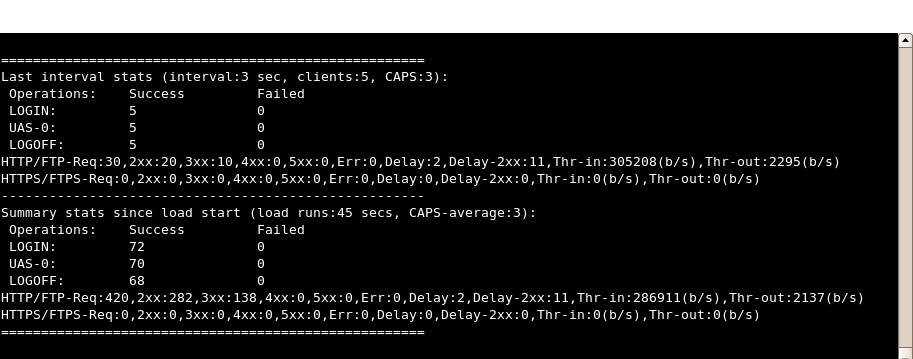 =====================================================
Last interval stats (interval:3 sec, clients:5, CAPS:3):
Operations: Success Failed
LOGIN: 5 0
UAS-0: 5 0
LOGOFF: 5 0
HTTP/FTP-Req:30,2xx:20,3xx:10,4xx:0,5xx:0,Err:0,Delay:2,Delay-2xx:11,Thr-in:305208(b/s),Thr-out:2295(b/s)
HTTPS/FTPS-Req:0,2xx:0,3xx:0,4xx:0,5xx:0,Err:0,Delay:0,Delay-2xx:0,Thr-in:0(b/s),Thr-out:0(b/s)
-----------------------------------------------------
Summary stats since load start (load runs:45 secs, CAPS-average:3):
Operations: Success Failed
LOGIN: 72 0
UAS-0: 70 0
LOGOFF: 68 0
HTTP/FTP-Req:420,2xx:282,3xx:138,4xx:0,5xx:0,Err:0,Delay:2,Delay-2xx:11,Thr-in:286911(b/s),Thr-out:2137(b/s)
HTTPS/FTPS-Req:0,2xx:0,3xx:0,4xx:0,5xx:0,Err:0,Delay:0,Delay-2xx:0,Thr-in:0(b/s),Thr-out:0(b/s)
=====================================================